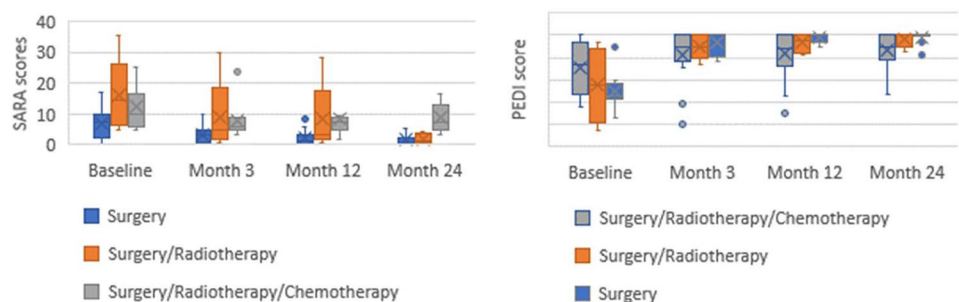 SARA scores
40
30
20
10
0
Baseline Month 3 Month 12 Month 24
Surgery
Surgery/Radiotherapy
Surgery/Radiotherapy/Chemotherapy
PEDI score
Baseline Month 3 Month 12 Month 24
Surgery/Radiotherapy/Chemotherapy
Surgery/Radiotherapy
Surgery